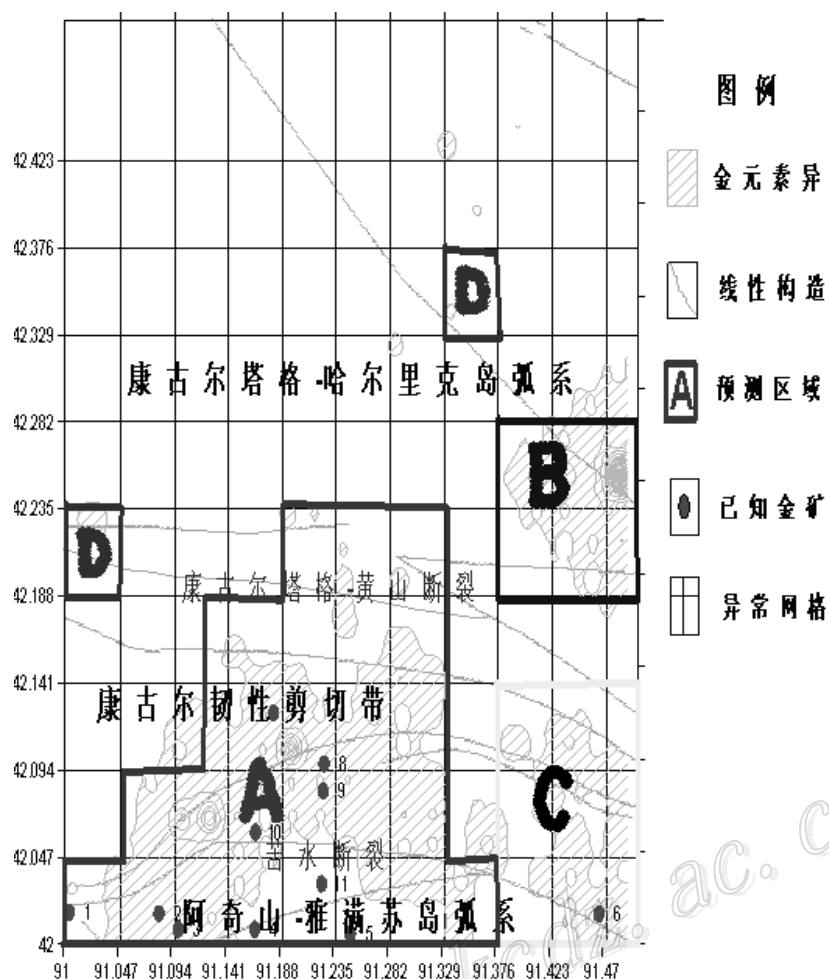 图例
金元素异
42.423
42.376
D
线性构造
42.329
康古尔塔格-哈尔里克岛弧系
A
预测区域
42.282
B
42.235
已知金矿
D
康古尔塔格-黄山断裂
42.188
异常网格
42.141
康古尔韧性剪切带
42.094
8
A
9
C
10
42.047
苦水断裂
11
1
2
阿奇山-雅满苏岛弧系
6
4
5
42
91 91.047 91.094 91.141 91.188 91.235 91.282 91.329 91.376 91.423 91.47